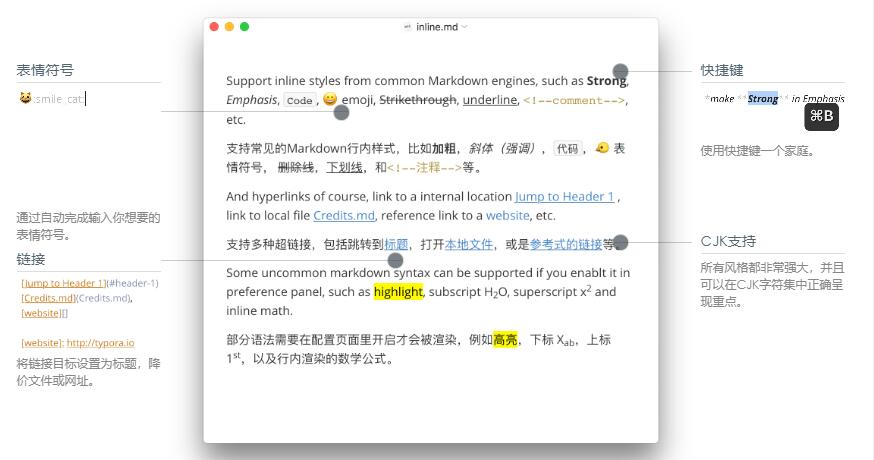 inline.md
表情符号
:smile_cat:
通过自动完成输入你想要的
表情符号。
链接
[Jump to Header 1](#header-1)
[Credits.md](Credits.md),
[website][]
[website]: http://typora.io
将链接目标设置为标题，降
价文件或网址。
Support inline styles from common Markdown engines, such as Strong,
Emphasis, Code, 😄 emoji, Strikethrough, underline, <!--comment-->,
etc.
支持常见的Markdown行内样式，比如加粗，斜体（强调），代码，🐤 表
情符号， 删除线，下划线，和<!--注释-->等。
And hyperlinks of course, link to a internal location Jump to Header 1 ,
link to local file Credits.md, reference link to a website, etc.
支持多种超链接，包括跳转到标题，打开本地文件，或是参考式的链接等。
Some uncommon markdown syntax can be supported if you enablt it in
preference panel, such as highlight, subscript H₂O, superscript x² and
inline math.
部分语法需要在配置页面里开启才会被渲染，例如高亮，下标 Xab，上标
1st，以及行内渲染的数学公式。
快捷键
*make **Strong** in Emphasis
⌘B
使用快捷键一个家庭。
CJK支持
所有风格都非常强大，并且
可以在CJK字符集中正确呈
现重点。